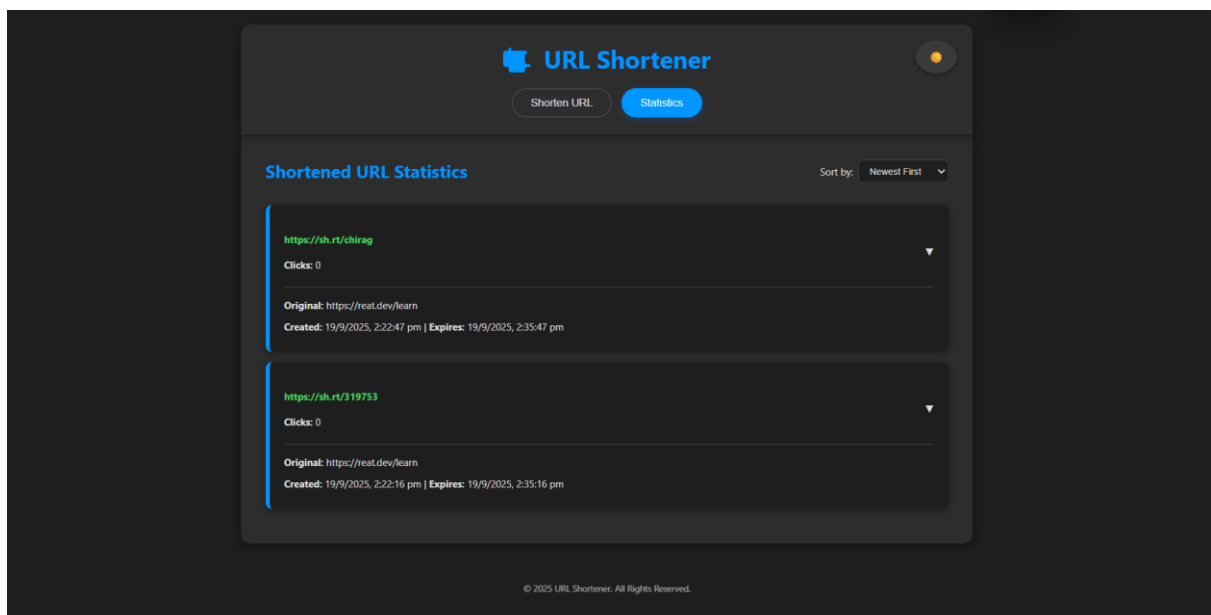 URL Shortener
Shorten URL Statistics
Shortened URL Statistics
Sort by: Newest First
https://sh.rt/chirag
Clicks: 0
Original: https://reat.dev/learn
Created: 19/9/2025, 2:22:47 pm | Expires: 19/9/2025, 2:35:47 pm
https://sh.rt/319753
Clicks: 0
Original: https://reat.dev/learn
Created: 19/9/2025, 2:22:16 pm | Expires: 19/9/2025, 2:35:16 pm
© 2025 URL Shortener. All Rights Reserved.